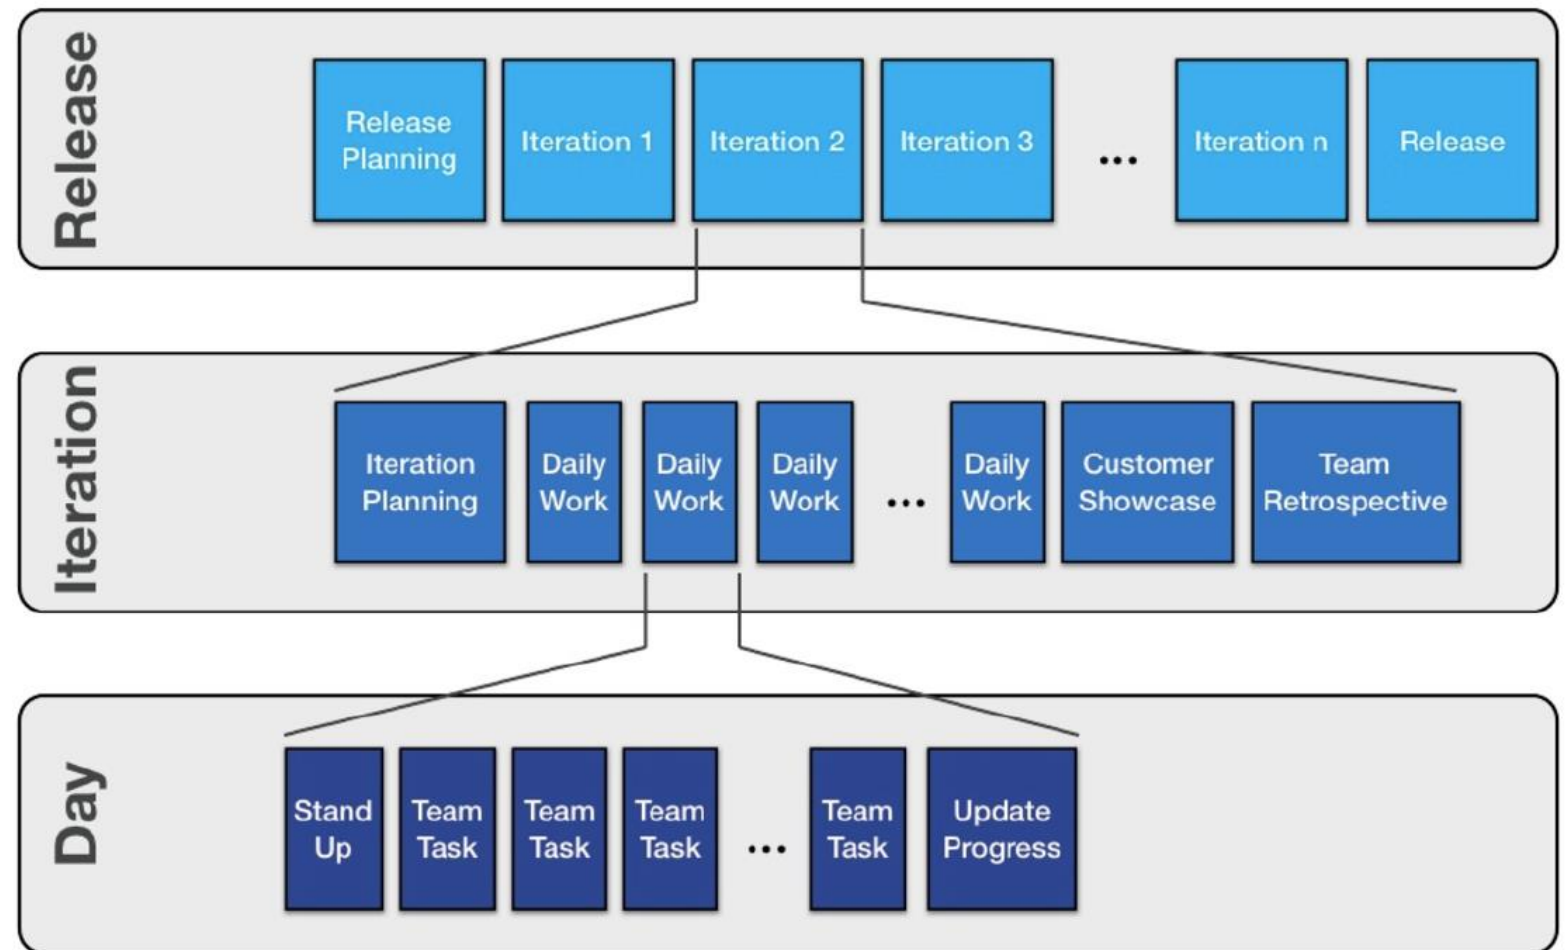 Release
Release
Planning
Iteration 1
Iteration 2
Iteration 3
...
Iteration n
Release
Iteration
Iteration
Planning
Daily
Work
Daily
Work
Daily
Work
...
Daily
Work
Customer
Showcase
Team
Retrospective
Day
Stand
Up
Team
Task
Team
Task
Team
Task
...
Team
Task
Update
Progress